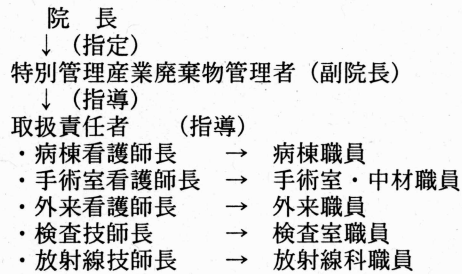 院　長
↓（指定）
特別管理産業廃棄物管理者（副院長）
↓（指導）
取扱責任者　　（指導）
・病棟看護師長　　→　病棟職員
・手術室看護師長　→　手術室・中材職員
・外来看護師長　　→　外来職員
・検査技師長　　　→　検査室職員
・放射線技師長　　→　放射線科職員